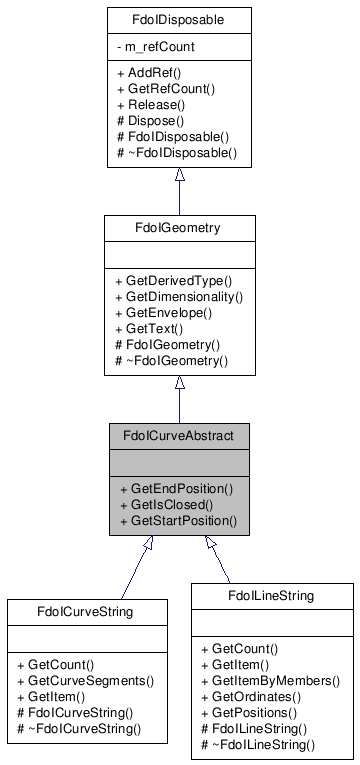 FdoIDisposable
- m_refCount
+ AddRef()
+ GetRefCount()
+ Release()
# Dispose()
# FdoIDisposable()
# ~FdoIDisposable()
FdoIGeometry
+ GetDerivedType()
+ GetDimensionality()
+ GetEnvelope()
+ GetText()
# FdoIGeometry()
# ~FdoIGeometry()
FdoICurveAbstract
+ GetEndPosition()
+ GetIsClosed()
+ GetStartPosition()
FdoICurveString
+ GetCount()
+ GetCurveSegments()
+ GetItem()
# FdoICurveString()
# ~FdoICurveString()
FdoILineString
+ GetCount()
+ GetItem()
+ GetItemByMembers()
+ GetOrdinates()
+ GetPositions()
# FdoILineString()
# ~FdoILineString()